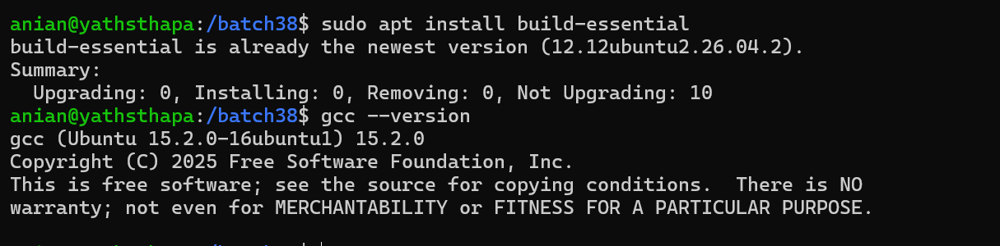 anian@yathsthapa:/batch38$ sudo apt install build-essential
build-essential is already the newest version (12.12ubuntu2.26.04.2).
Summary:
  Upgrading: 0, Installing: 0, Removing: 0, Not Upgrading: 10
anian@yathsthapa:/batch38$ gcc --version
gcc (Ubuntu 15.2.0-16ubuntu1) 15.2.0
Copyright (C) 2025 Free Software Foundation, Inc.
This is free software; see the source for copying conditions.  There is NO
warranty; not even for MERCHANTABILITY or FITNESS FOR A PARTICULAR PURPOSE.